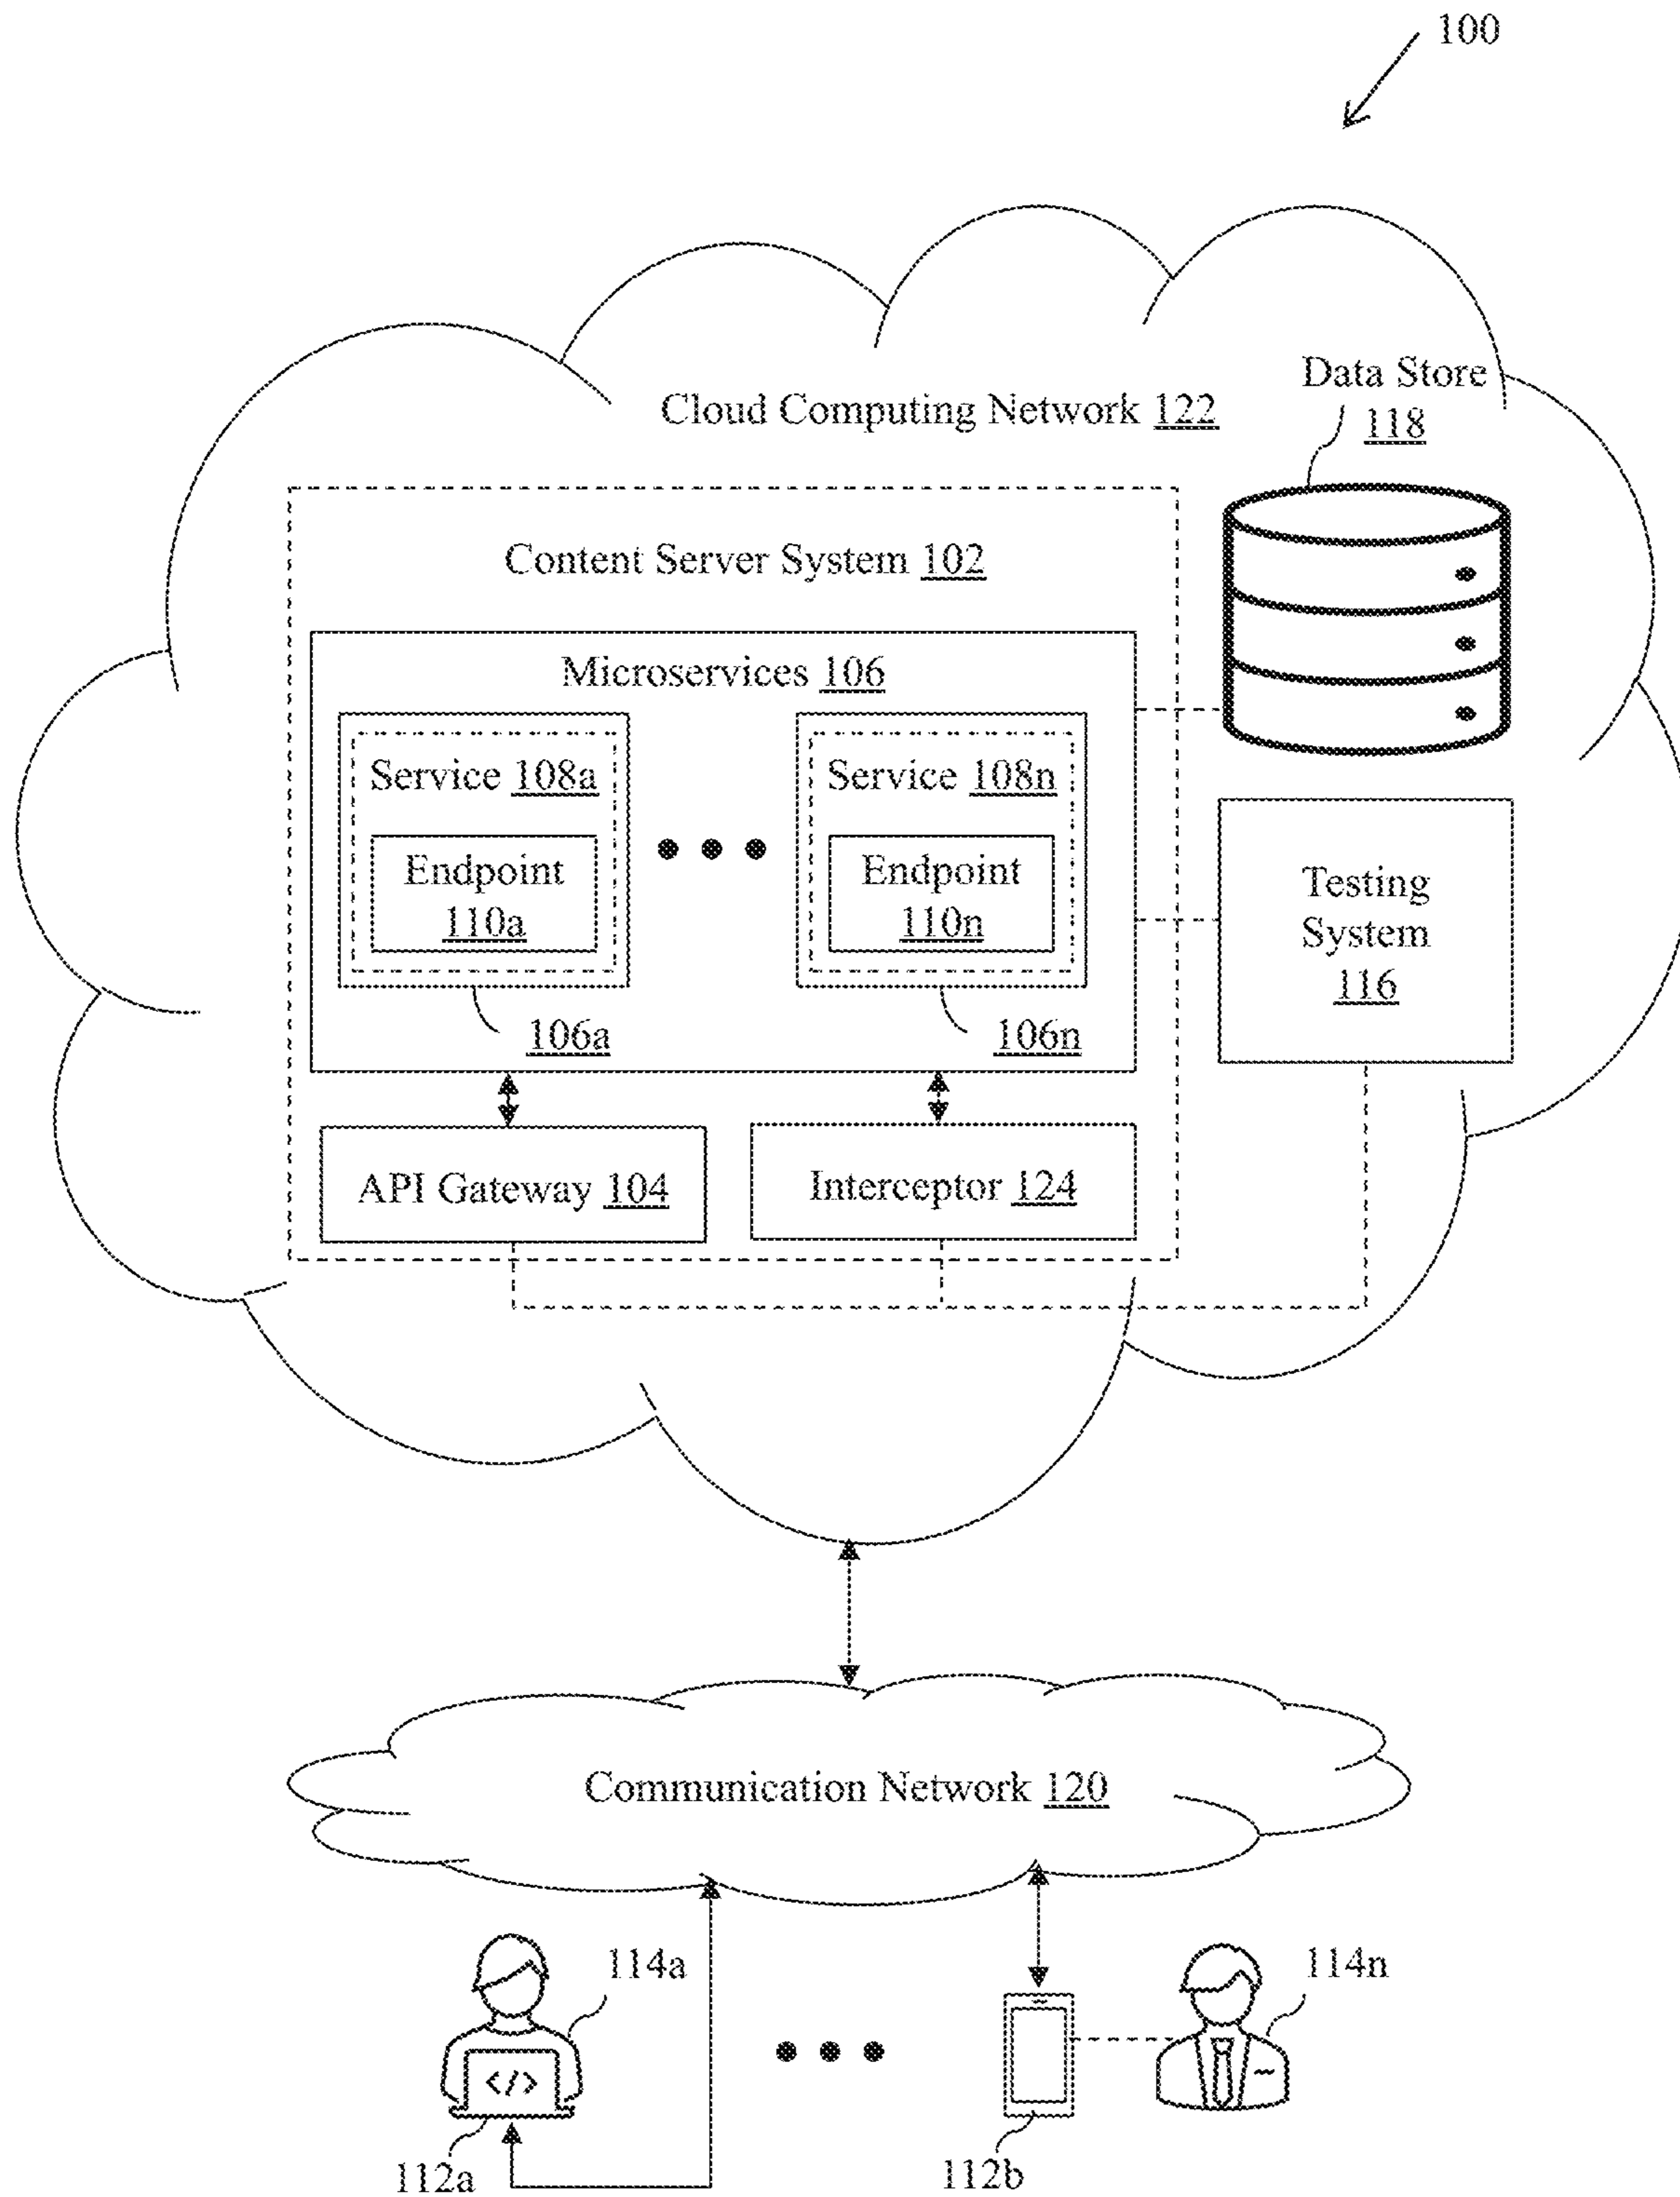 100
Data Store
118
Cloud Computing Network 122
Content Server System 102
Microservices 106
Service 108a
Service 108n
Endpoint
110a
Endpoint
110n
Testing
System
116
106a
106n
API Gateway 104
Interceptor 124
Communication Network 120
114a
114n
</>
112a
112b